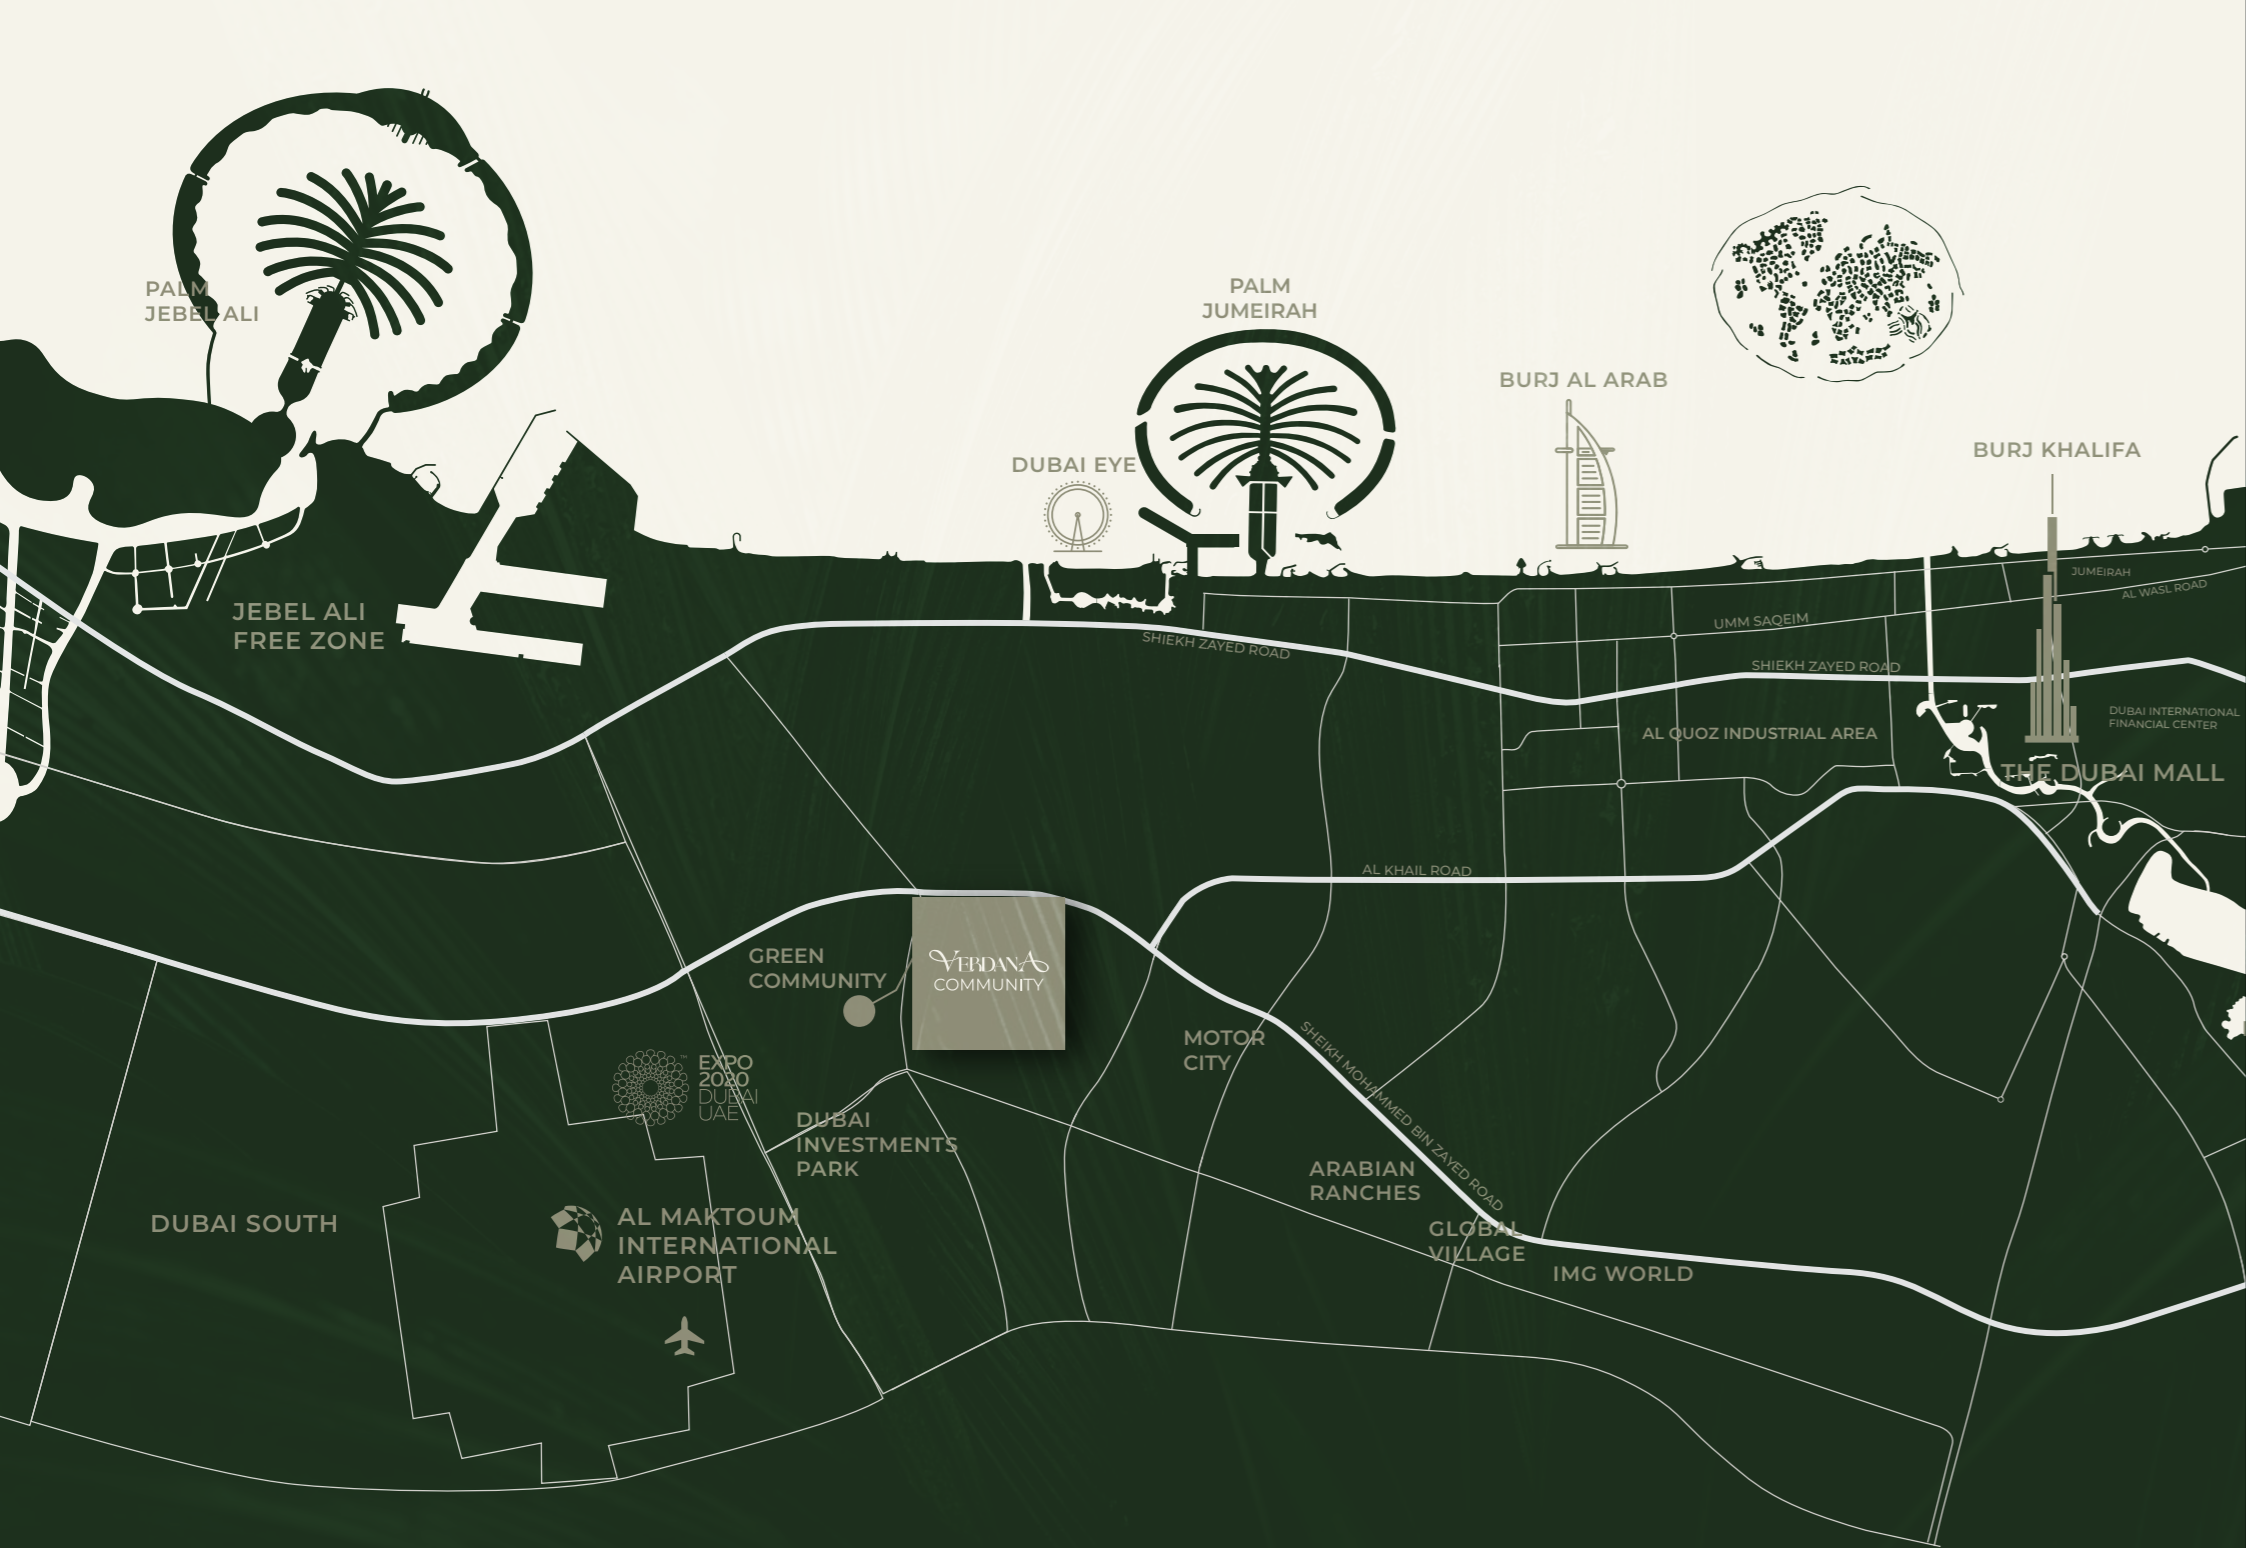 PALM
JEBEL ALI
PALM
JUMEIRAH
BURJ AL ARAB
BURJ KHALIFA
DUBAI EYE
JEBEL ALI
FREE ZONE
JUMEIRAH
AL WASL ROAD
UMM SAQEIM
SHIEKH ZAYED ROAD
SHIEKH ZAYED ROAD
DUBAI INTERNATIONAL
FINANCIAL CENTER
AL QUOZ INDUSTRIAL AREA
THE DUBAI MALL
AL KHAIL ROAD
GREEN
COMMUNITY
VERDANA
COMMUNITY
MOTOR
CITY
SHEIKH MOHAMMED BIN ZAYED ROAD
EXPO
2020
DUBAI
UAE
™
DUBAI
INVESTMENTS
PARK
ARABIAN
RANCHES
DUBAI SOUTH
AL MAKTOUM
INTERNATIONAL
AIRPORT
GLOBAL
VILLAGE
IMG WORLD